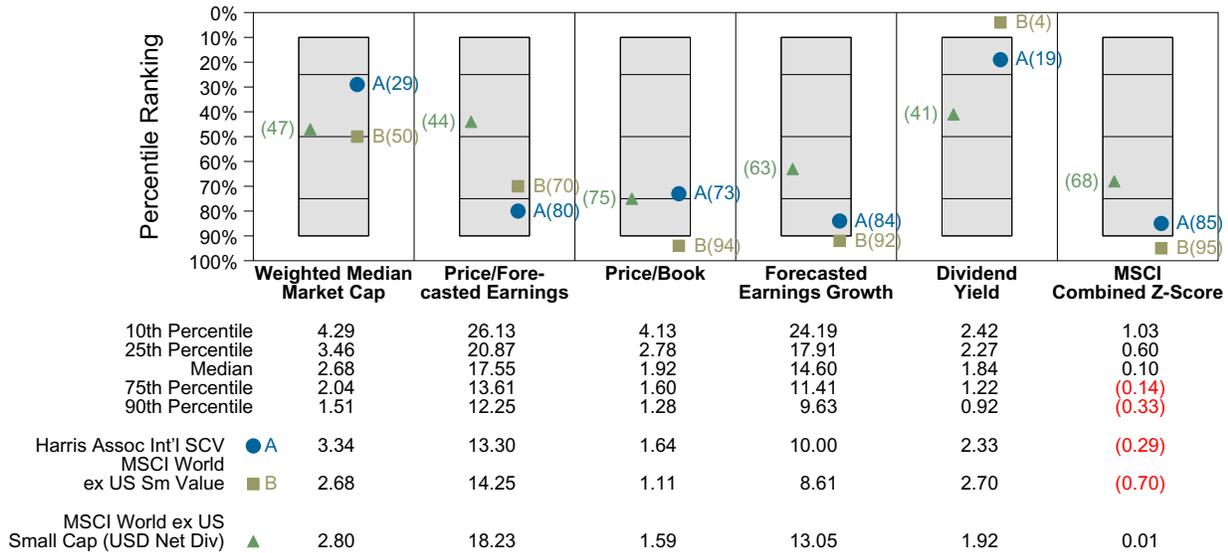 Percentile Ranking
0%
10%
20%
30%
40%
50%
60%
70%
80%
90%
100%
(47)
A(29)
B(50)
(44)
B(70)
A(80)
(75)
A(73)
B(94)
(63)
A(84)
B(92)
(41)
B(4)
A(19)
(68)
A(85)
B(95)
Weighted Median
Market Cap
Price/Fore-
casted Earnings
Price/Book
Forecasted
Earnings Growth
Dividend
Yield
MSCI
Combined Z-Score
10th Percentile 4.29 26.13 4.13 24.19 2.42 1.03
25th Percentile 3.46 20.87 2.78 17.91 2.27 0.60
Median 2.68 17.55 1.92 14.60 1.84 0.10
75th Percentile 2.04 13.61 1.60 11.41 1.22 (0.14)
90th Percentile 1.51 12.25 1.28 9.63 0.92 (0.33)
Harris Assoc Int'l SCV A 3.34 13.30 1.64 10.00 2.33 (0.29)
MSCI World
ex US Sm Value B 2.68 14.25 1.11 8.61 2.70 (0.70)
MSCI World ex US
Small Cap (USD Net Div) 2.80 18.23 1.59 13.05 1.92 0.01